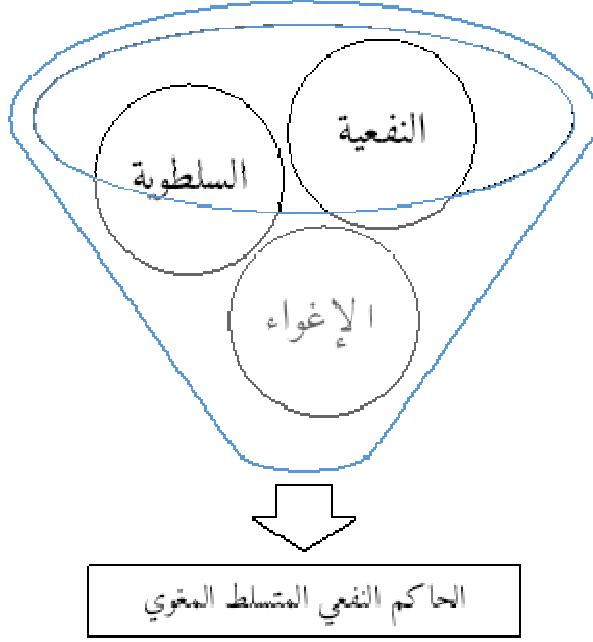 النفعية
السلطوية
الإغواء
الحاكم النفعي المتسلط المغوي